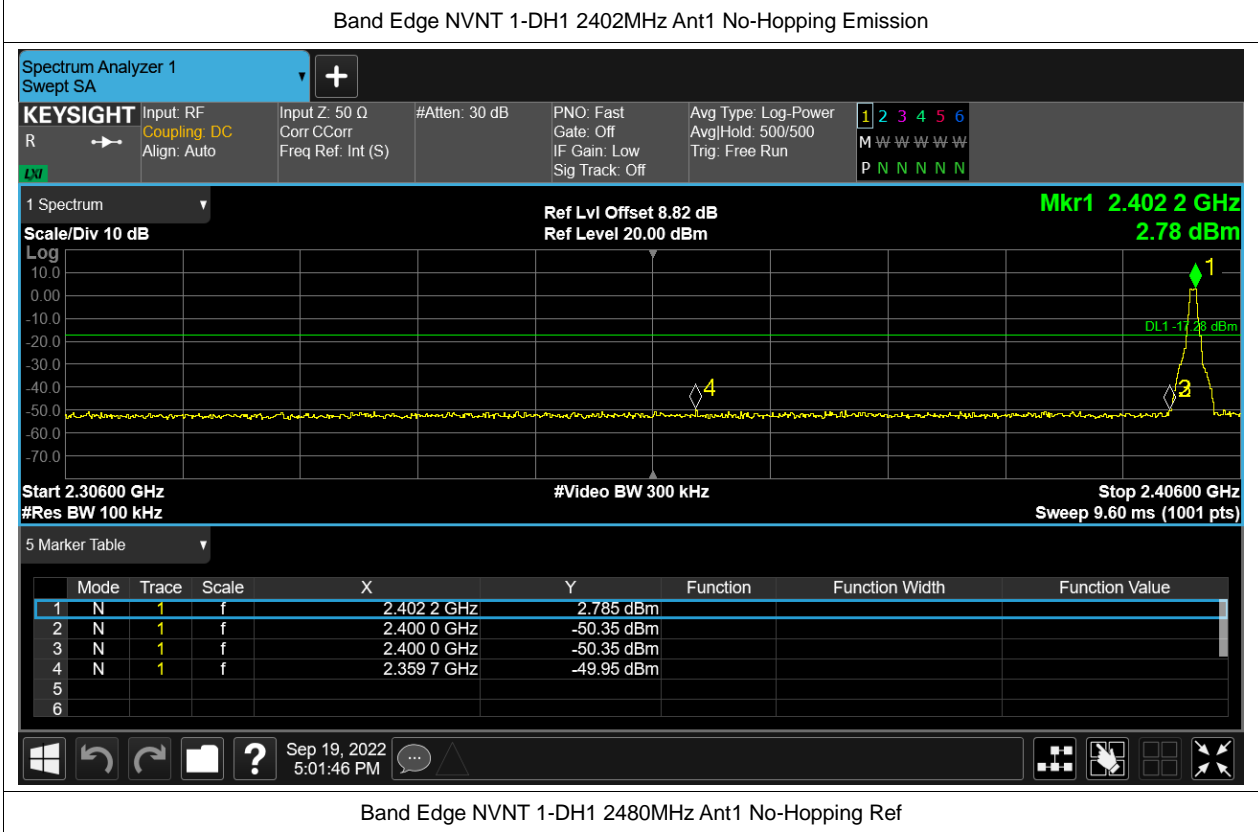 Band Edge NVNT 1-DH1 2402MHz Ant1 No-Hopping Emission
Spectrum Analyzer 1
Swept SA
KEYSIGHT Input: RF Input Z: 50 Ω #Atten: 30 dB PNO: Fast Avg Type: Log-Power 1 2 3 4 5 6
R Coupling: DC Corr CCorr Gate: Off Avg|Hold: 500/500 M W W W W W
Align: Auto Freq Ref: Int (S) IF Gain: Low Trig: Free Run
LXI Sig Track: Off P N N N N N
1 Spectrum Ref Lvl Offset 8.82 dB Mkr1 2.402 2 GHz
Scale/Div 10 dB Ref Level 20.00 dBm 2.78 dBm
Log
1
10.0
0.00
-10.0
DL1 -17.28 dBm
-20.0
-30.0
-40.0
4
-50.0
-60.0
-70.0
Start 2.30600 GHz #Video BW 300 kHz Stop 2.40600 GHz
#Res BW 100 kHz Sweep 9.60 ms (1001 pts)
5 Marker Table
Mode Trace Scale X Y Function Function Width Function Value
1 N 1 f 2.402 2 GHz 2.785 dBm
2 N 1 f 2.400 0 GHz -50.35 dBm
3 N 1 f 2.400 0 GHz -50.35 dBm
4 N 1 f 2.359 7 GHz -49.95 dBm
5
6
? Sep 19, 2022
5:01:46 PM
Band Edge NVNT 1-DH1 2480MHz Ant1 No-Hopping Ref